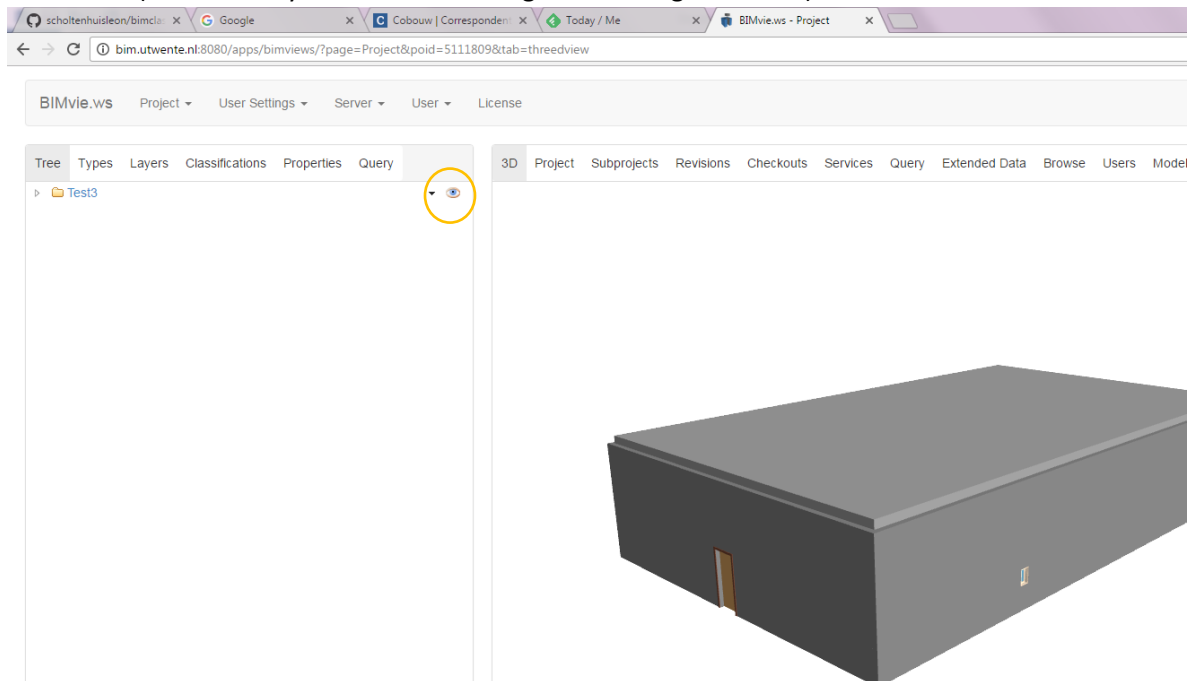 scholtenhuisleon/bimcla Google Cobouw | Correspondent Today / Me BIMvie.ws - Project
bim.utwente.nl:8080/apps/bimviews/?page=Project&poid=5111809&tab=threedview
BIMvie.ws Project User Settings Server User License
Tree Types Layers Classifications Properties Query
3D Project Subprojects Revisions Checkouts Services Query Extended Data Browse Users Model
Test3